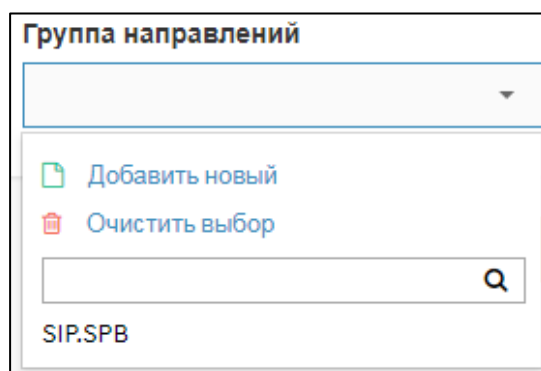 Группа направлений
Добавить новый
Очистить выбор
SIP.SPB